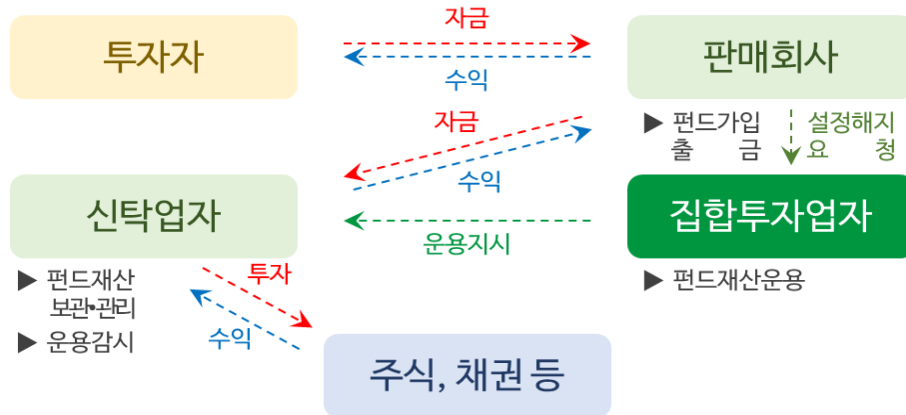 자금
투자자
판매회사
수익
자금
▶ 펀드가입
출 금
설정해지
요 청
수익
신탁업자
집합투자업자
운용지시
▶ 펀드재산
보관•관리
▶ 운용감시
투자
▶ 펀드재산운용
수익
주식, 채권 등